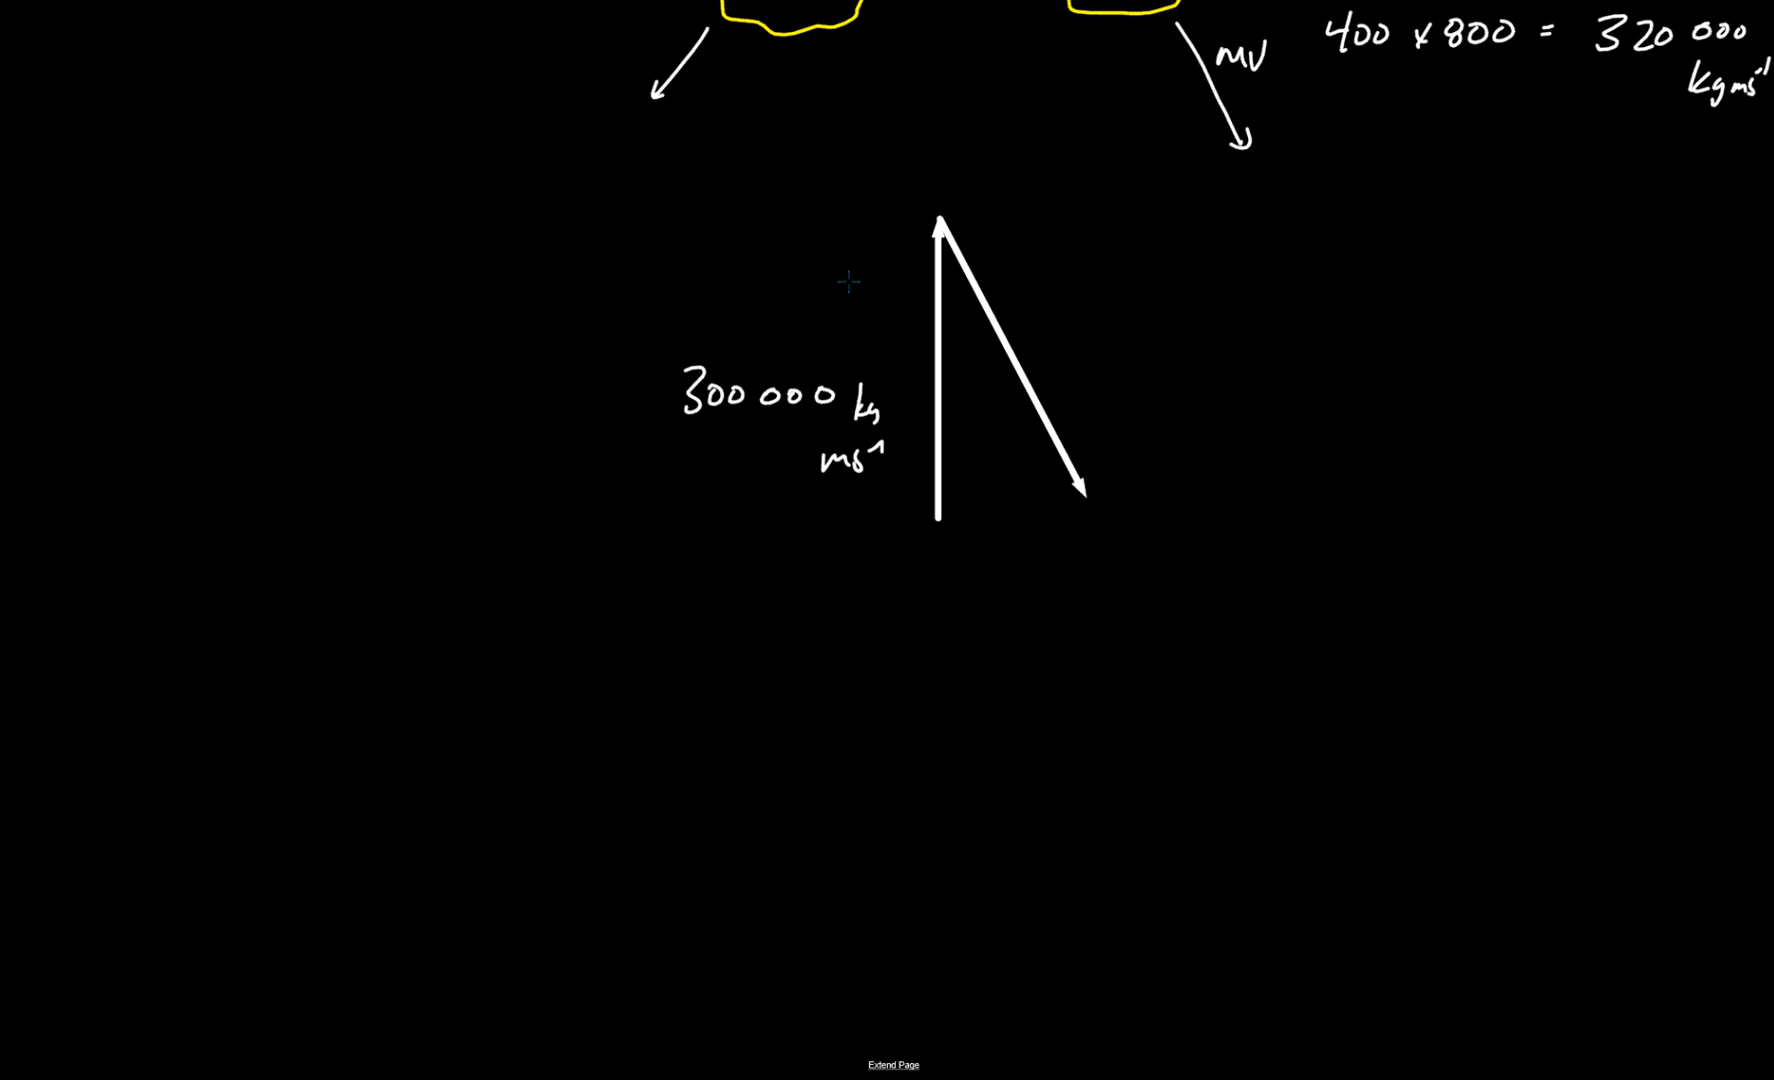 400 x 800 = 320 000
kgms⁻¹
mv
300 000 kg
ms⁻¹
Extend Page